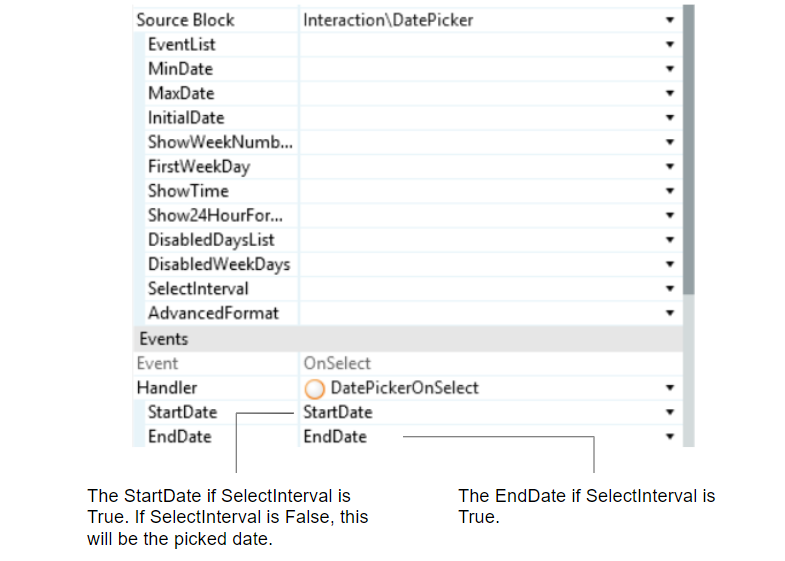 Source Block Interaction\DatePicker
EventList
MinDate
MaxDate
InitialDate
ShowWeekNumb...
FirstWeekDay
ShowTime
Show24HourFor...
DisabledDaysList
DisabledWeekDays
SelectInterval
AdvancedFormat
Events
Event OnSelect
Handler DatePickerOnSelect
StartDate StartDate
EndDate EndDate
The StartDate if SelectInterval is
True. If SelectInterval is False, this
will be the picked date.
The EndDate if SelectInterval is
True.